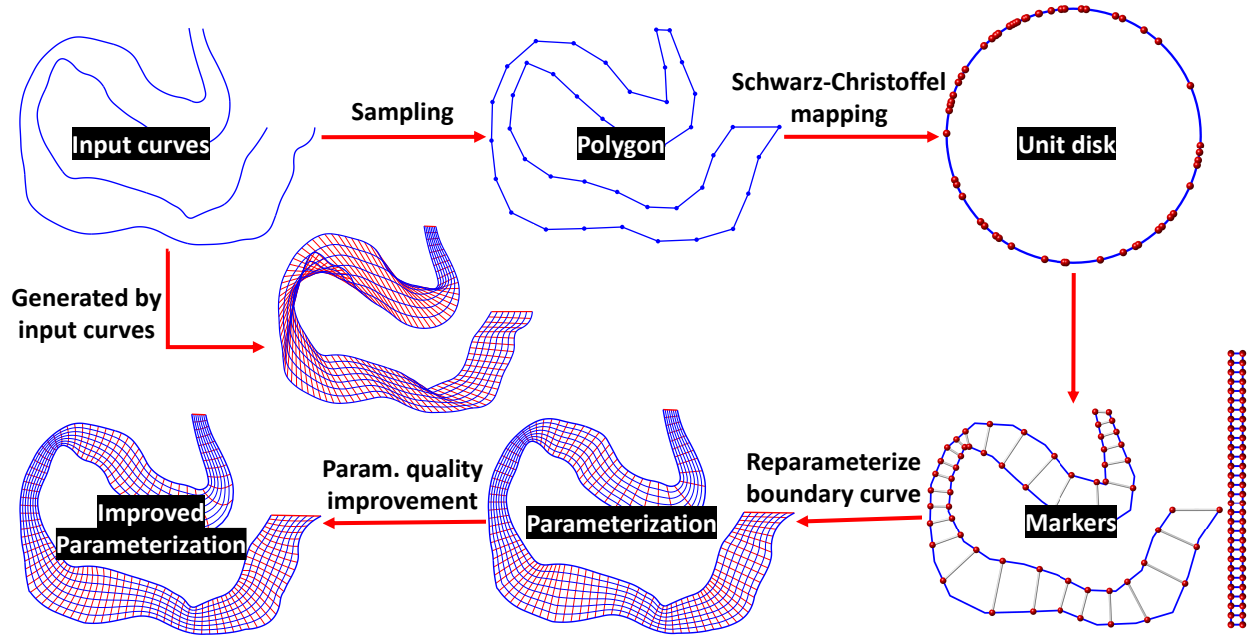 Input curves
Sampling
Polygon
Schwarz-Christoffel
mapping
Unit disk
Generated by
input curves
Markers
Reparameterize
boundary curve
Parameterization
Param. quality
improvement
Improved
Parameterization